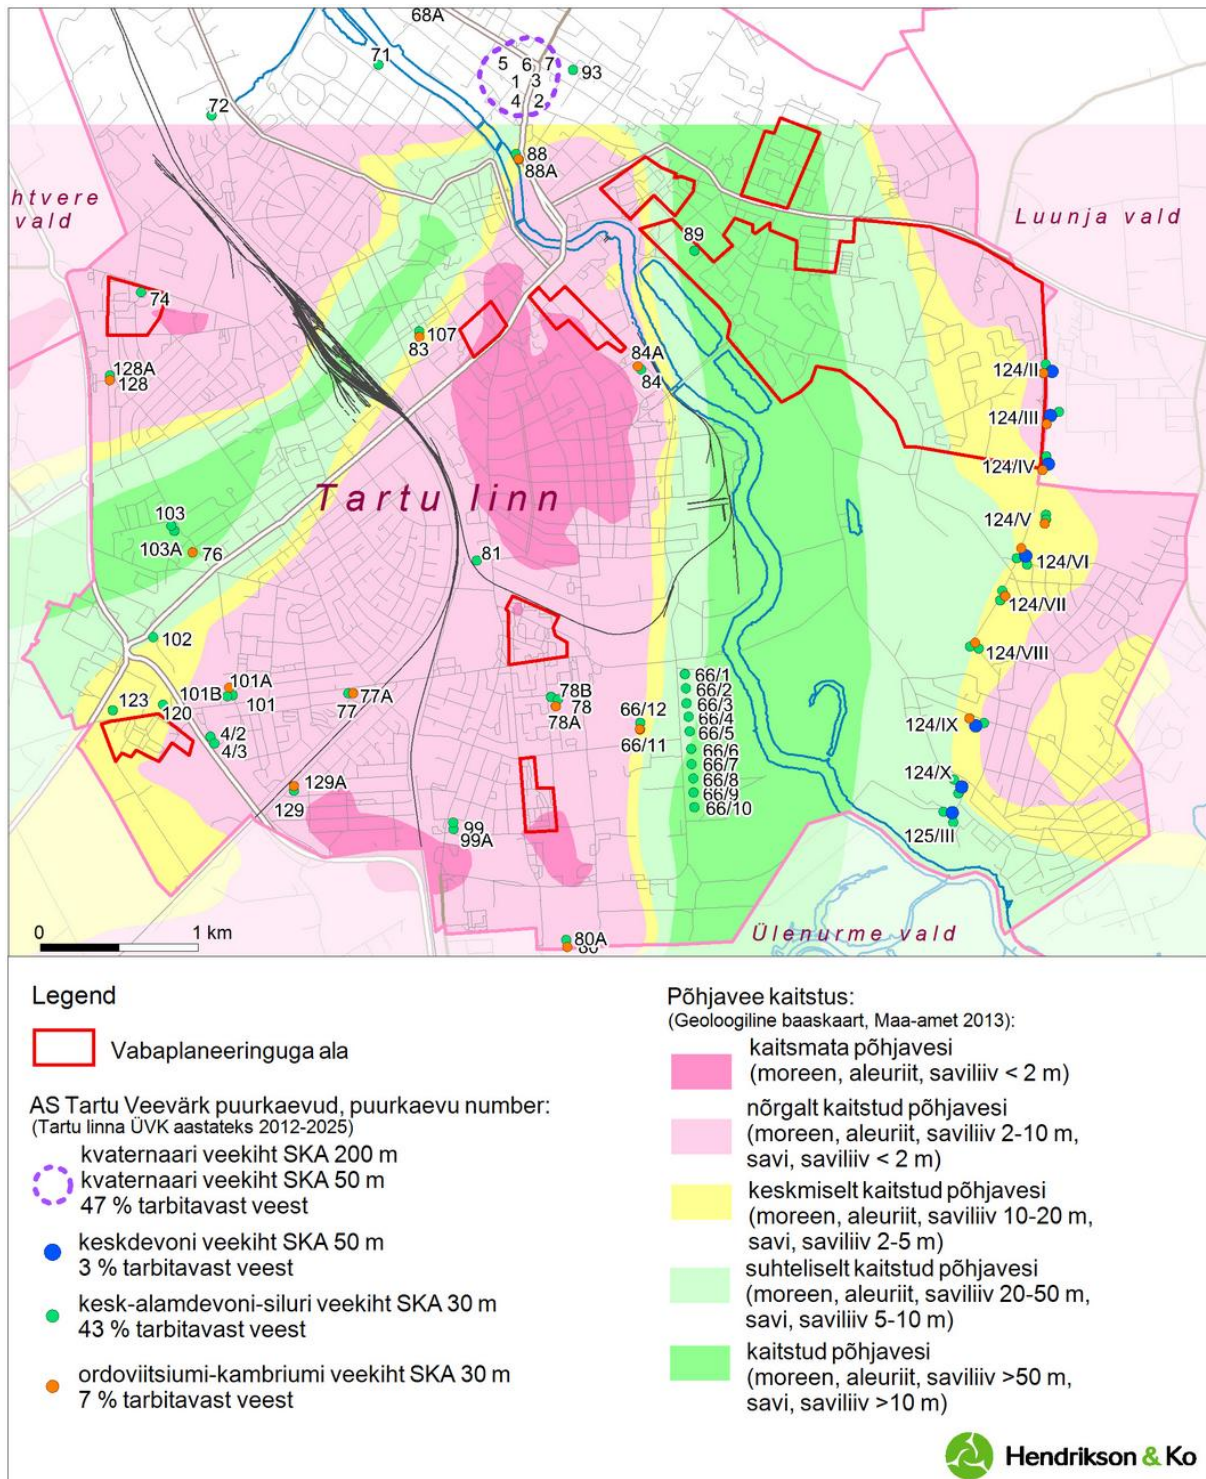 68A
71
5 6 7
1 3
4 2
93
72
88
88A
htvere
vald
Luunja vald
89
74
107
83
128A
128
84A
84
124/II
124/III
124/IV
Tartu linn
103
103A
76
81
124/V
124/VI
124/VII
102
124/VIII
101A
101B
101
123
120
77A
77
78B
78
78A
66/1
66/2
66/3
66/4
66/5
66/6
66/7
66/8
66/9
66/10
66/12
66/11
4/2
4/3
124/IX
124/X
129A
129
99
99A
125/III
80A
80
Ülenurme vald
0 1 km
Legend
Vabaplaneeringuga ala
AS Tartu Veevärk puurkaevud, puurkaevu number:
(Tartu linna ÜVK aastateks 2012-2025)
kvaternaari veekiht SKA 200 m
kvaternaari veekiht SKA 50 m
47 % tarbitavast veest
keskdevoni veekiht SKA 50 m
3 % tarbitavast veest
kesk-alamdevoni-siluri veekiht SKA 30 m
43 % tarbitavast veest
ordoviitsiumi-kambriumi veekiht SKA 30 m
7 % tarbitavast veest
Põhjavee kaitstus:
(Geoloogiline baaskaart, Maa-amet 2013):
kaitsmata põhjavesi
(moreen, aleuriit, saviliiv < 2 m)
nõrgalt kaitstud põhjavesi
(moreen, aleuriit, saviliiv 2-10 m,
savi, saviliiv < 2 m)
keskmiselt kaitstud põhjavesi
(moreen, aleuriit, saviliiv 10-20 m,
savi, saviliiv 2-5 m)
suhteliselt kaitstud põhjavesi
(moreen, aleuriit, saviliiv 20-50 m,
savi, saviliiv 5-10 m)
kaitstud põhjavesi
(moreen, aleuriit, saviliiv >50 m,
savi, saviliiv >10 m)
Hendrikson & Ko